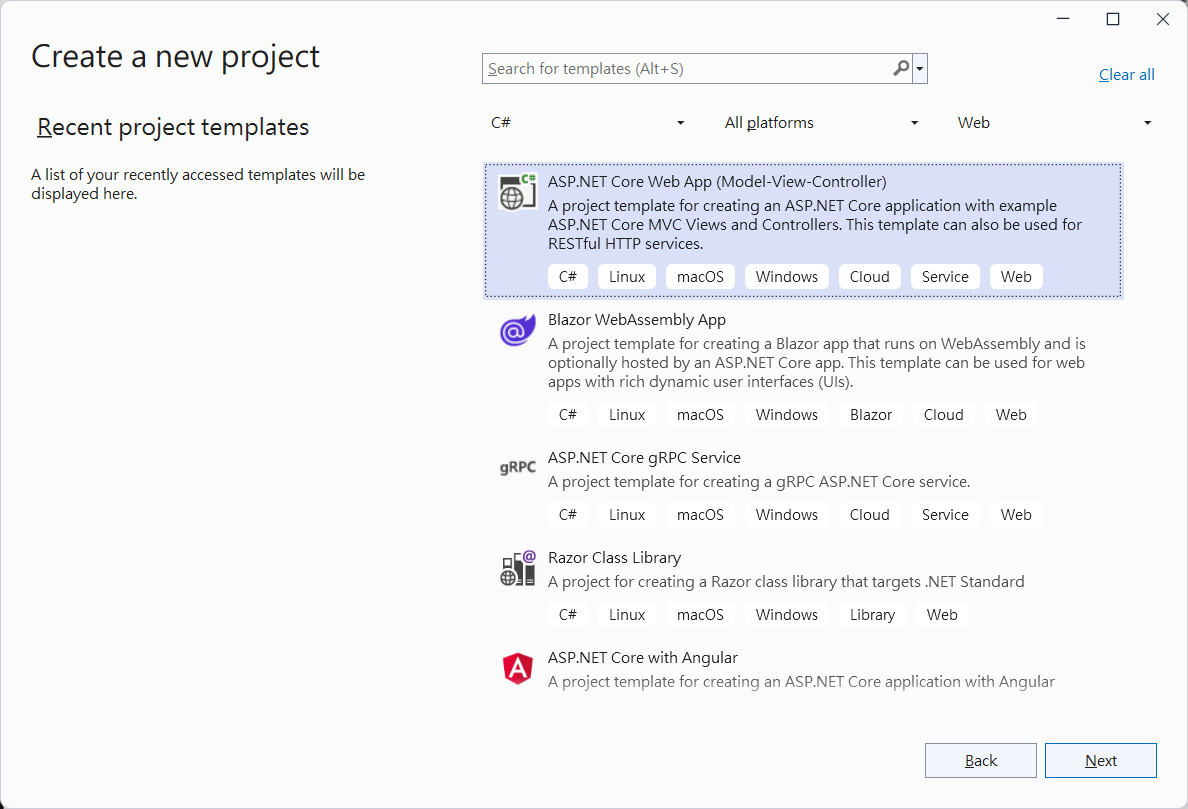 Create a new project
Search for templates (Alt+S)
Clear all
Recent project templates
A list of your recently accessed templates will be
displayed here.
C#
All platforms
Web
C#
ASP.NET Core Web App (Model-View-Controller)
A project template for creating an ASP.NET Core application with example
ASP.NET Core MVC Views and Controllers. This template can also be used for
RESTful HTTP services.
C# Linux macOS Windows Cloud Service Web
@
Blazor WebAssembly App
A project template for creating a Blazor app that runs on WebAssembly and is
optionally hosted by an ASP.NET Core app. This template can be used for web
apps with rich dynamic user interfaces (UIs).
C# Linux macOS Windows Blazor Cloud Web
gRPC
ASP.NET Core gRPC Service
A project template for creating a gRPC ASP.NET Core service.
C# Linux macOS Windows Cloud Service Web
@
Razor Class Library
A project for creating a Razor class library that targets .NET Standard
C# Linux macOS Windows Library Web
A
ASP.NET Core with Angular
A project template for creating an ASP.NET Core application with Angular
Back
Next